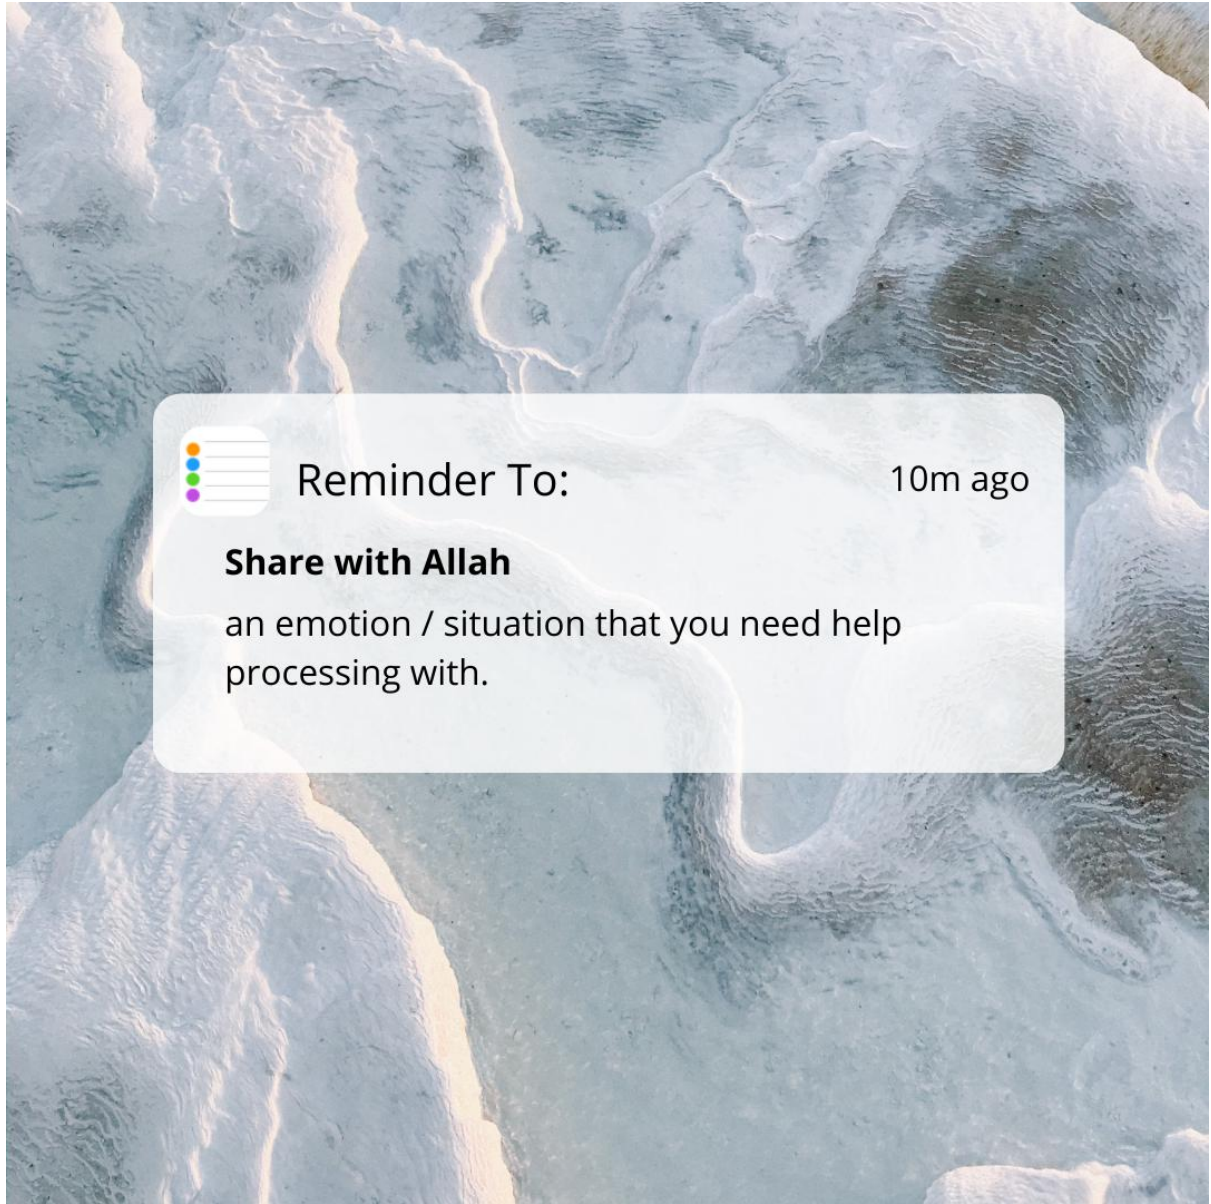 Reminder To:
10m ago
Share with Allah
an emotion / situation that you need help
processing with.